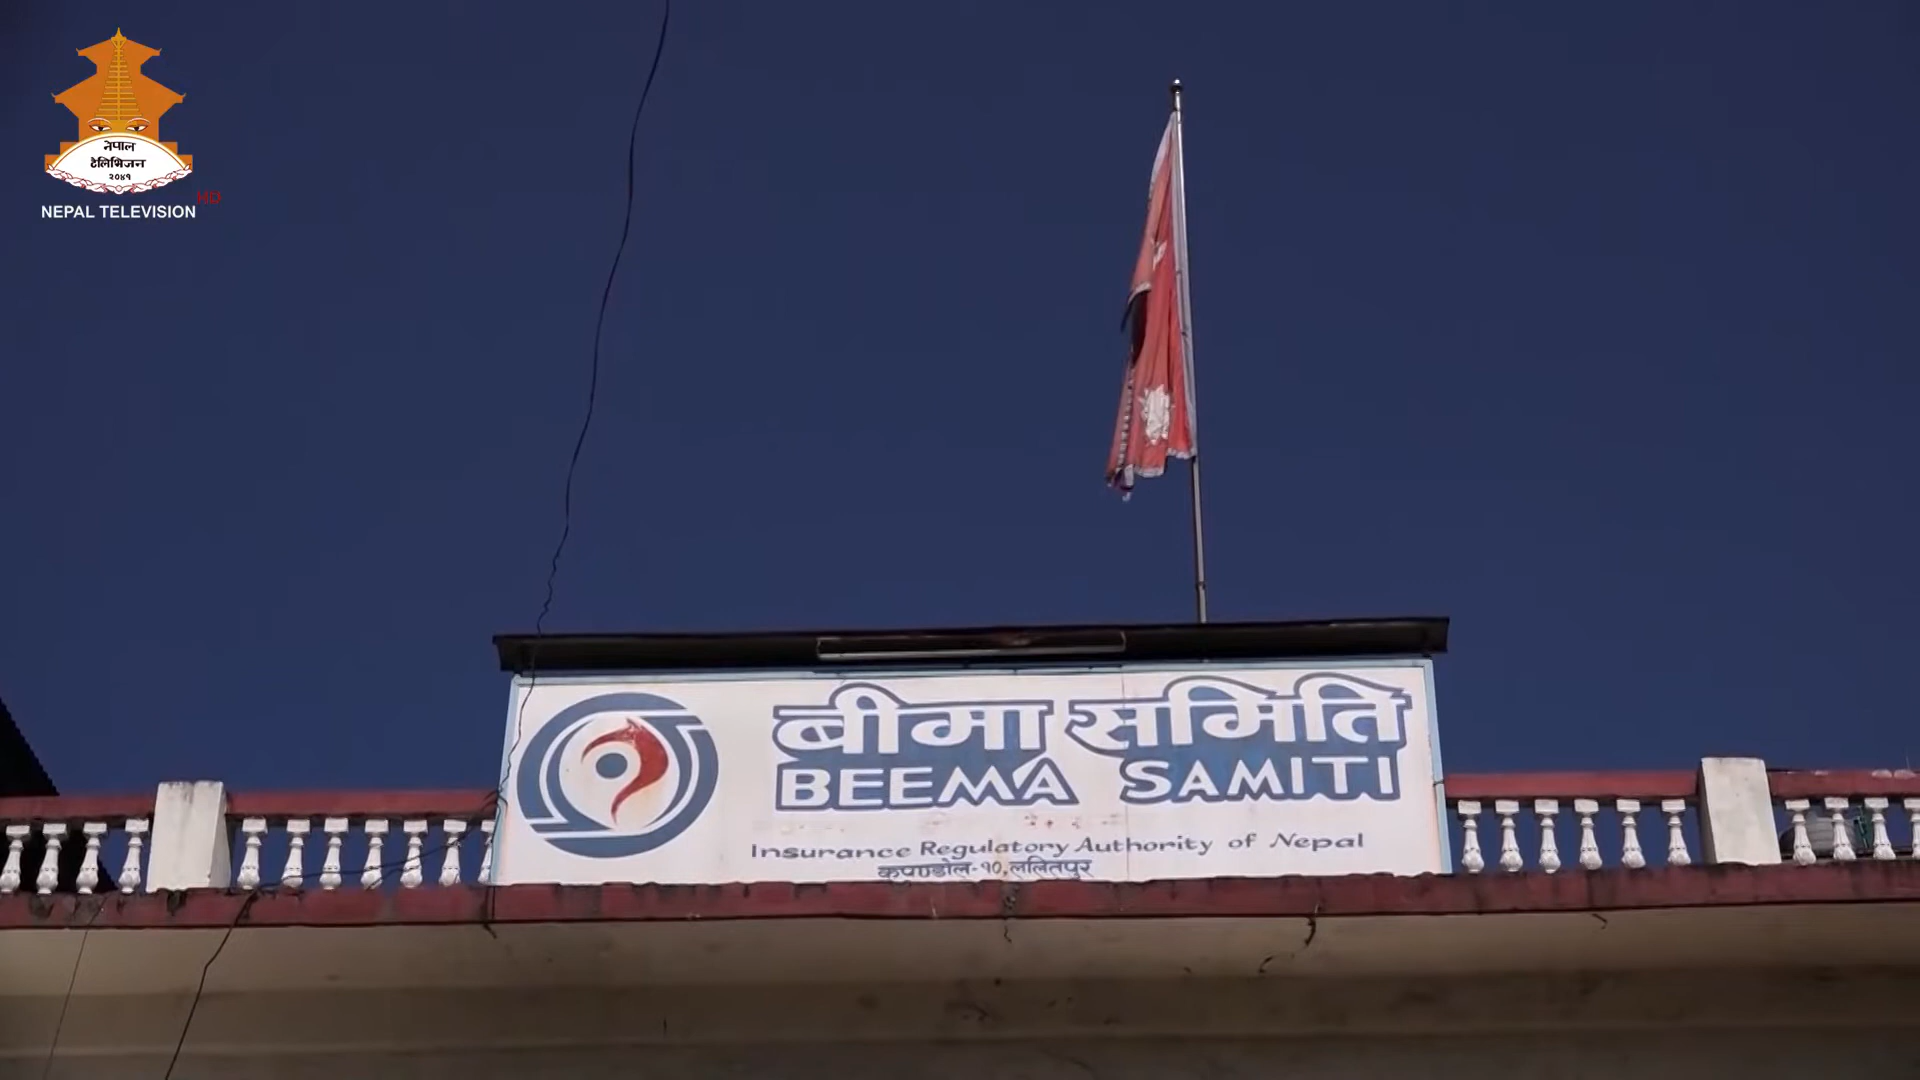 नेपाल
टेलिभिजन
२०४१
HD
NEPAL TELEVISION
बीमा समिति
BEEMA SAMITI
Insurance Regulatory Authority of Nepal
कुपण्डोल-१०, ललितपुर